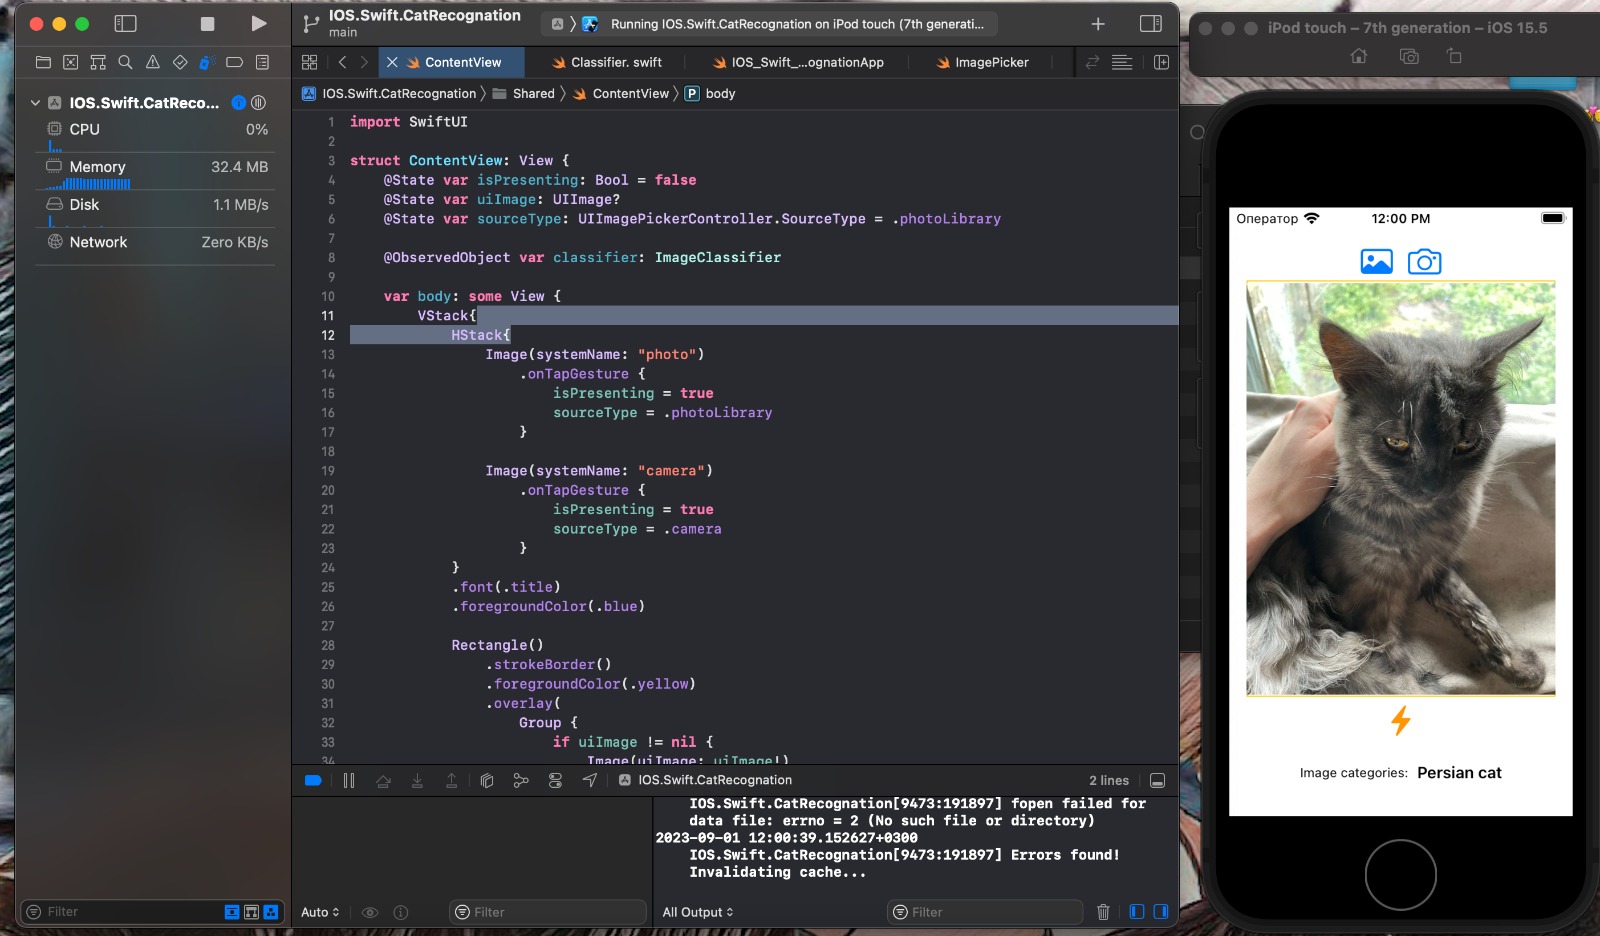 IOS.Swift.CatRecognation
main
Running IOS.Swift.CatRecognation on iPod touch (7th generati...
ContentView
Classifier. swift
IOS_Swift_...ognationApp
ImagePicker
IOS.Swift.CatRecognation 〉 Shared 〉 ContentView 〉 P body
IOS.Swift.CatReco...
CPU 0%
Memory 32.4 MB
Disk 1.1 MB/s
Network Zero KB/s
Filter
1 import SwiftUI
2
3 struct ContentView: View {
4 @State var isPresenting: Bool = false
5 @State var uiImage: UIImage?
6 @State var sourceType: UIImagePickerController.SourceType = .photoLibrary
7
8 @ObservedObject var classifier: ImageClassifier
9
10 var body: some View {
11 VStack{
12 HStack{
13 Image(systemName: "photo")
14 .onTapGesture {
15 isPresenting = true
16 sourceType = .photoLibrary
17 }
18
19 Image(systemName: "camera")
20 .onTapGesture {
21 isPresenting = true
22 sourceType = .camera
23 }
24 }
25 .font(.title)
26 .foregroundColor(.blue)
27
28 Rectangle()
29 .strokeBorder()
30 .foregroundColor(.yellow)
31 .overlay(
32 Group {
33 if uiImage != nil {
34 Image(uiImage: uiImage!)
IOS.Swift.CatRecognation
2 lines
IOS.Swift.CatRecognation[9473:191897] fopen failed for
data file: errno = 2 (No such file or directory)
2023-09-01 12:00:39.152627+0300
IOS.Swift.CatRecognation[9473:191897] Errors found!
Invalidating cache...
Auto
Filter
All Output
Filter
iPod touch – 7th generation – iOS 15.5
Оператор
12:00 PM
Image categories: Persian cat